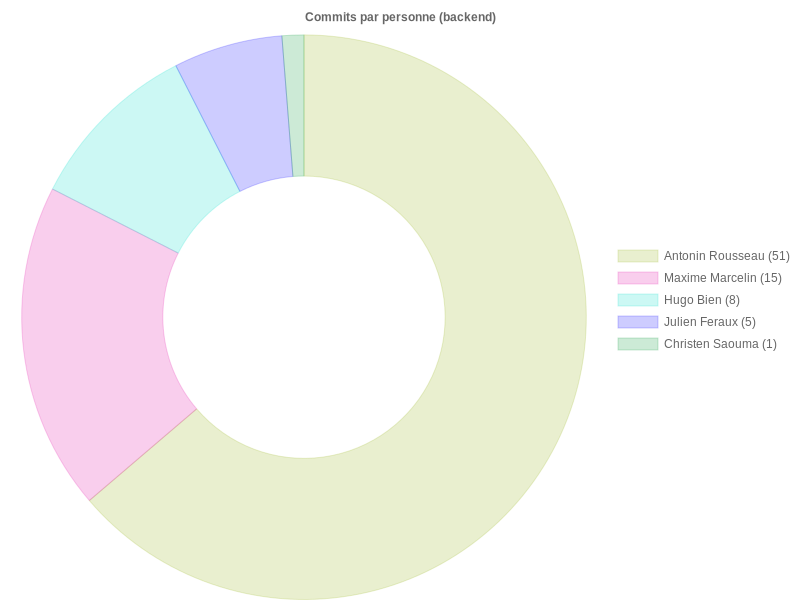 Commits par personne (backend)
Antonin Rousseau (51)
Maxime Marcelin (15)
Hugo Bien (8)
Julien Feraux (5)
Christen Saouma (1)